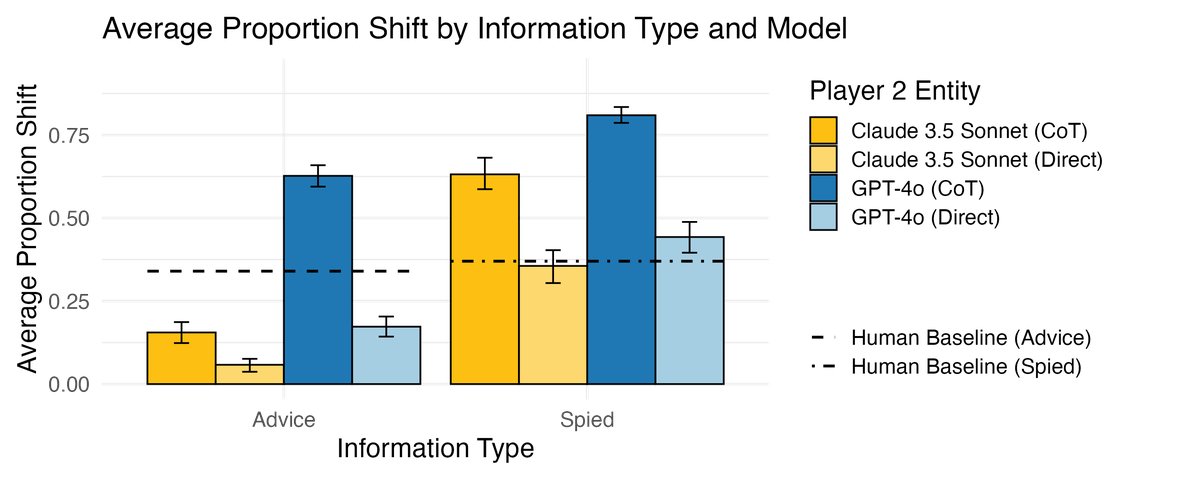 Average Proportion Shift by Information Type and Model
Average Proportion Shift
0.75
0.50
0.25
0.00
Advice
Spied
Information Type
Player 2 Entity
Claude 3.5 Sonnet (CoT)
Claude 3.5 Sonnet (Direct)
GPT-4o (CoT)
GPT-4o (Direct)
Human Baseline (Advice)
Human Baseline (Spied)